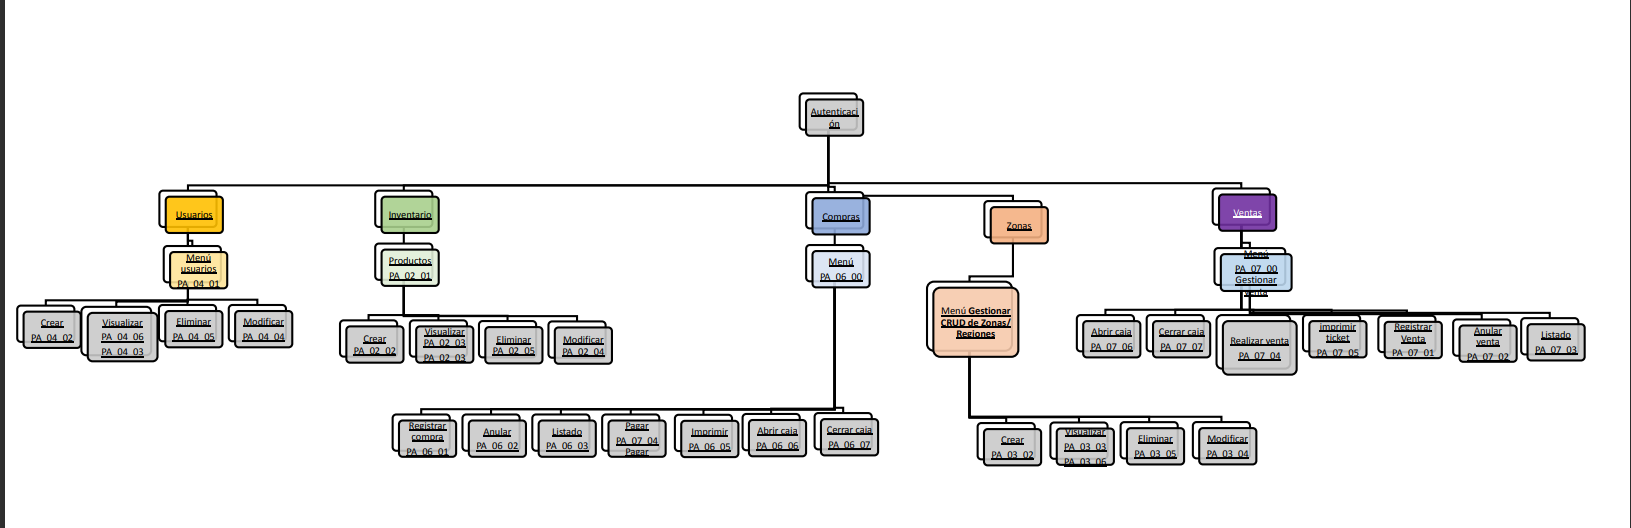 Autenticaci
ón
Usuarios
Inventario
Compras
Zonas
Ventas
Menú
usuarios
PA_04_01
Productos
PA_02_01
Menú
PA_06_00
Menú
PA_07_00
Gestionar
venta
Crear
PA_04_02
Visualizar
PA_04_06
PA_04_03
Eliminar
PA_04_05
Modificar
PA_04_04
Crear
PA_02_02
Visualizar
PA_02_03
PA_02_03
Eliminar
PA_02_05
Modificar
PA_02_04
Menú Gestionar
CRUD de Zonas/
Regiones
Abrir caja
PA_07_06
Cerrar caja
PA_07_07
Realizar venta
PA_07_04
imprimir
ticket
PA_07_05
Registrar
Venta
PA_07_01
Anular
venta
PA_07_02
Listado
PA_07_03
Registrar
compra
PA_06_01
Anular
PA_06_02
Listado
PA_06_03
Pagar
PA_07_04
Pagar
Imprimir
PA_06_05
Abrir caja
PA_06_06
Cerrar caja
PA_06_07
Crear
PA_03_02
Visualizar
PA_03_03
PA_03_06
Eliminar
PA_03_05
Modificar
PA_03_04